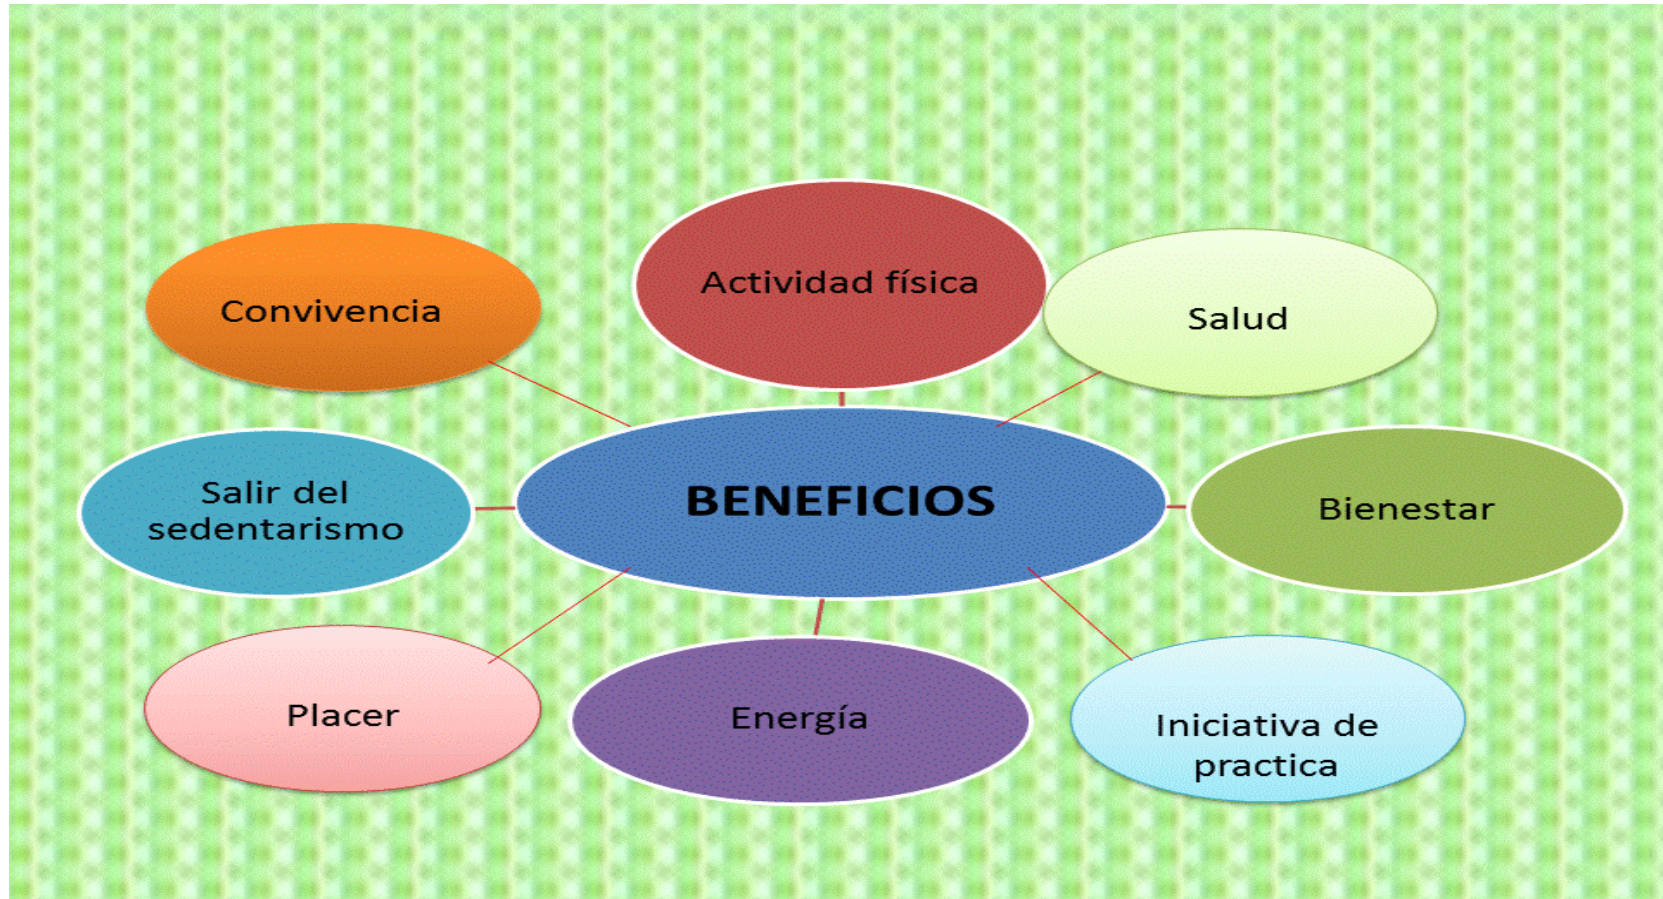 Actividad física
Convivencia
Salud
Salir del
sedentarismo
BENEFICIOS
Bienestar
Placer
Energía
Iniciativa de
practica